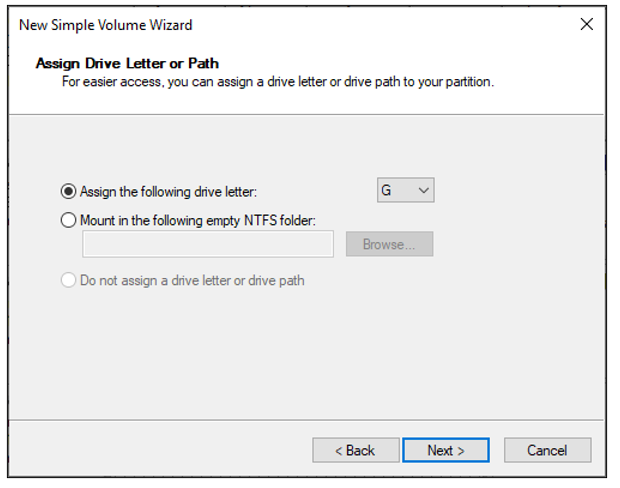 New Simple Volume Wizard
Assign Drive Letter or Path
For easier access, you can assign a drive letter or drive path to your partition.
Assign the following drive letter: G
Mount in the following empty NTFS folder:
Browse...
Do not assign a drive letter or drive path
< Back Next > Cancel